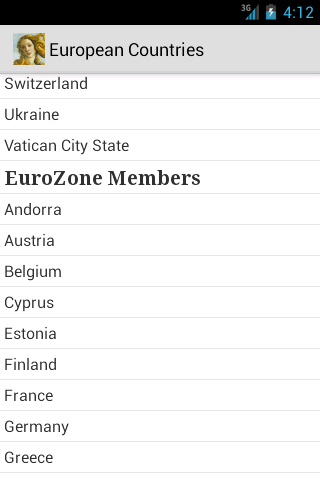 3G 4:12
European Countries
Switzerland
Ukraine
Vatican City State
EuroZone Members
Andorra
Austria
Belgium
Cyprus
Estonia
Finland
France
Germany
Greece